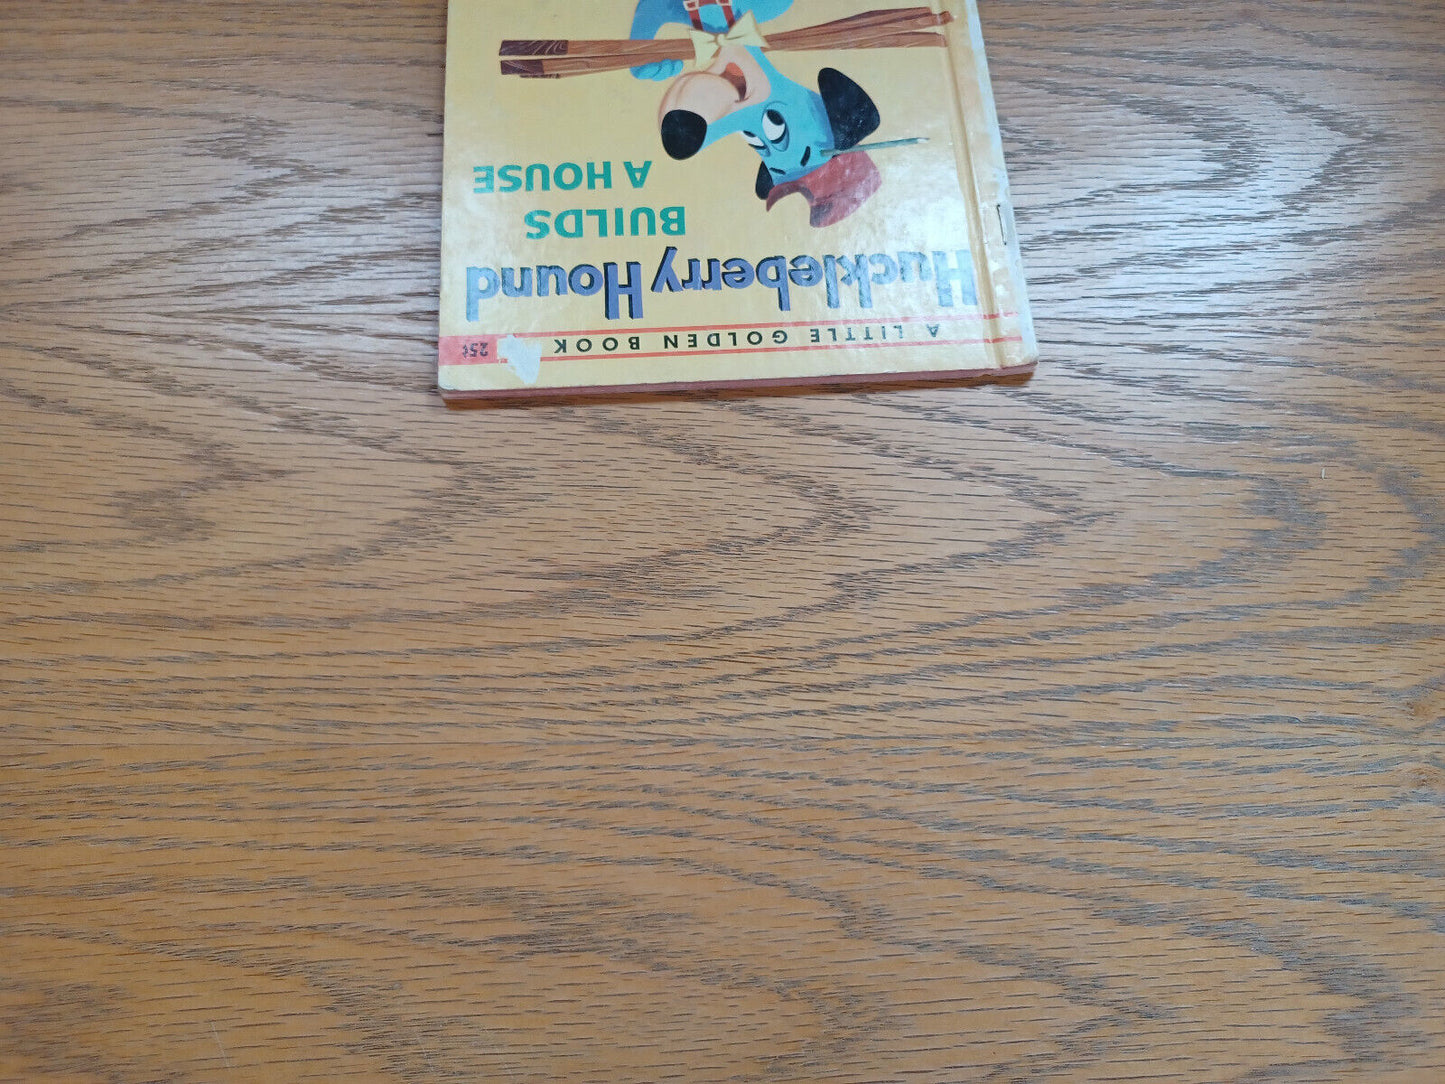 A LITTLE GOLDEN BOOK 25¢
Huckleberry Hound
BUILDS
A HOUSE